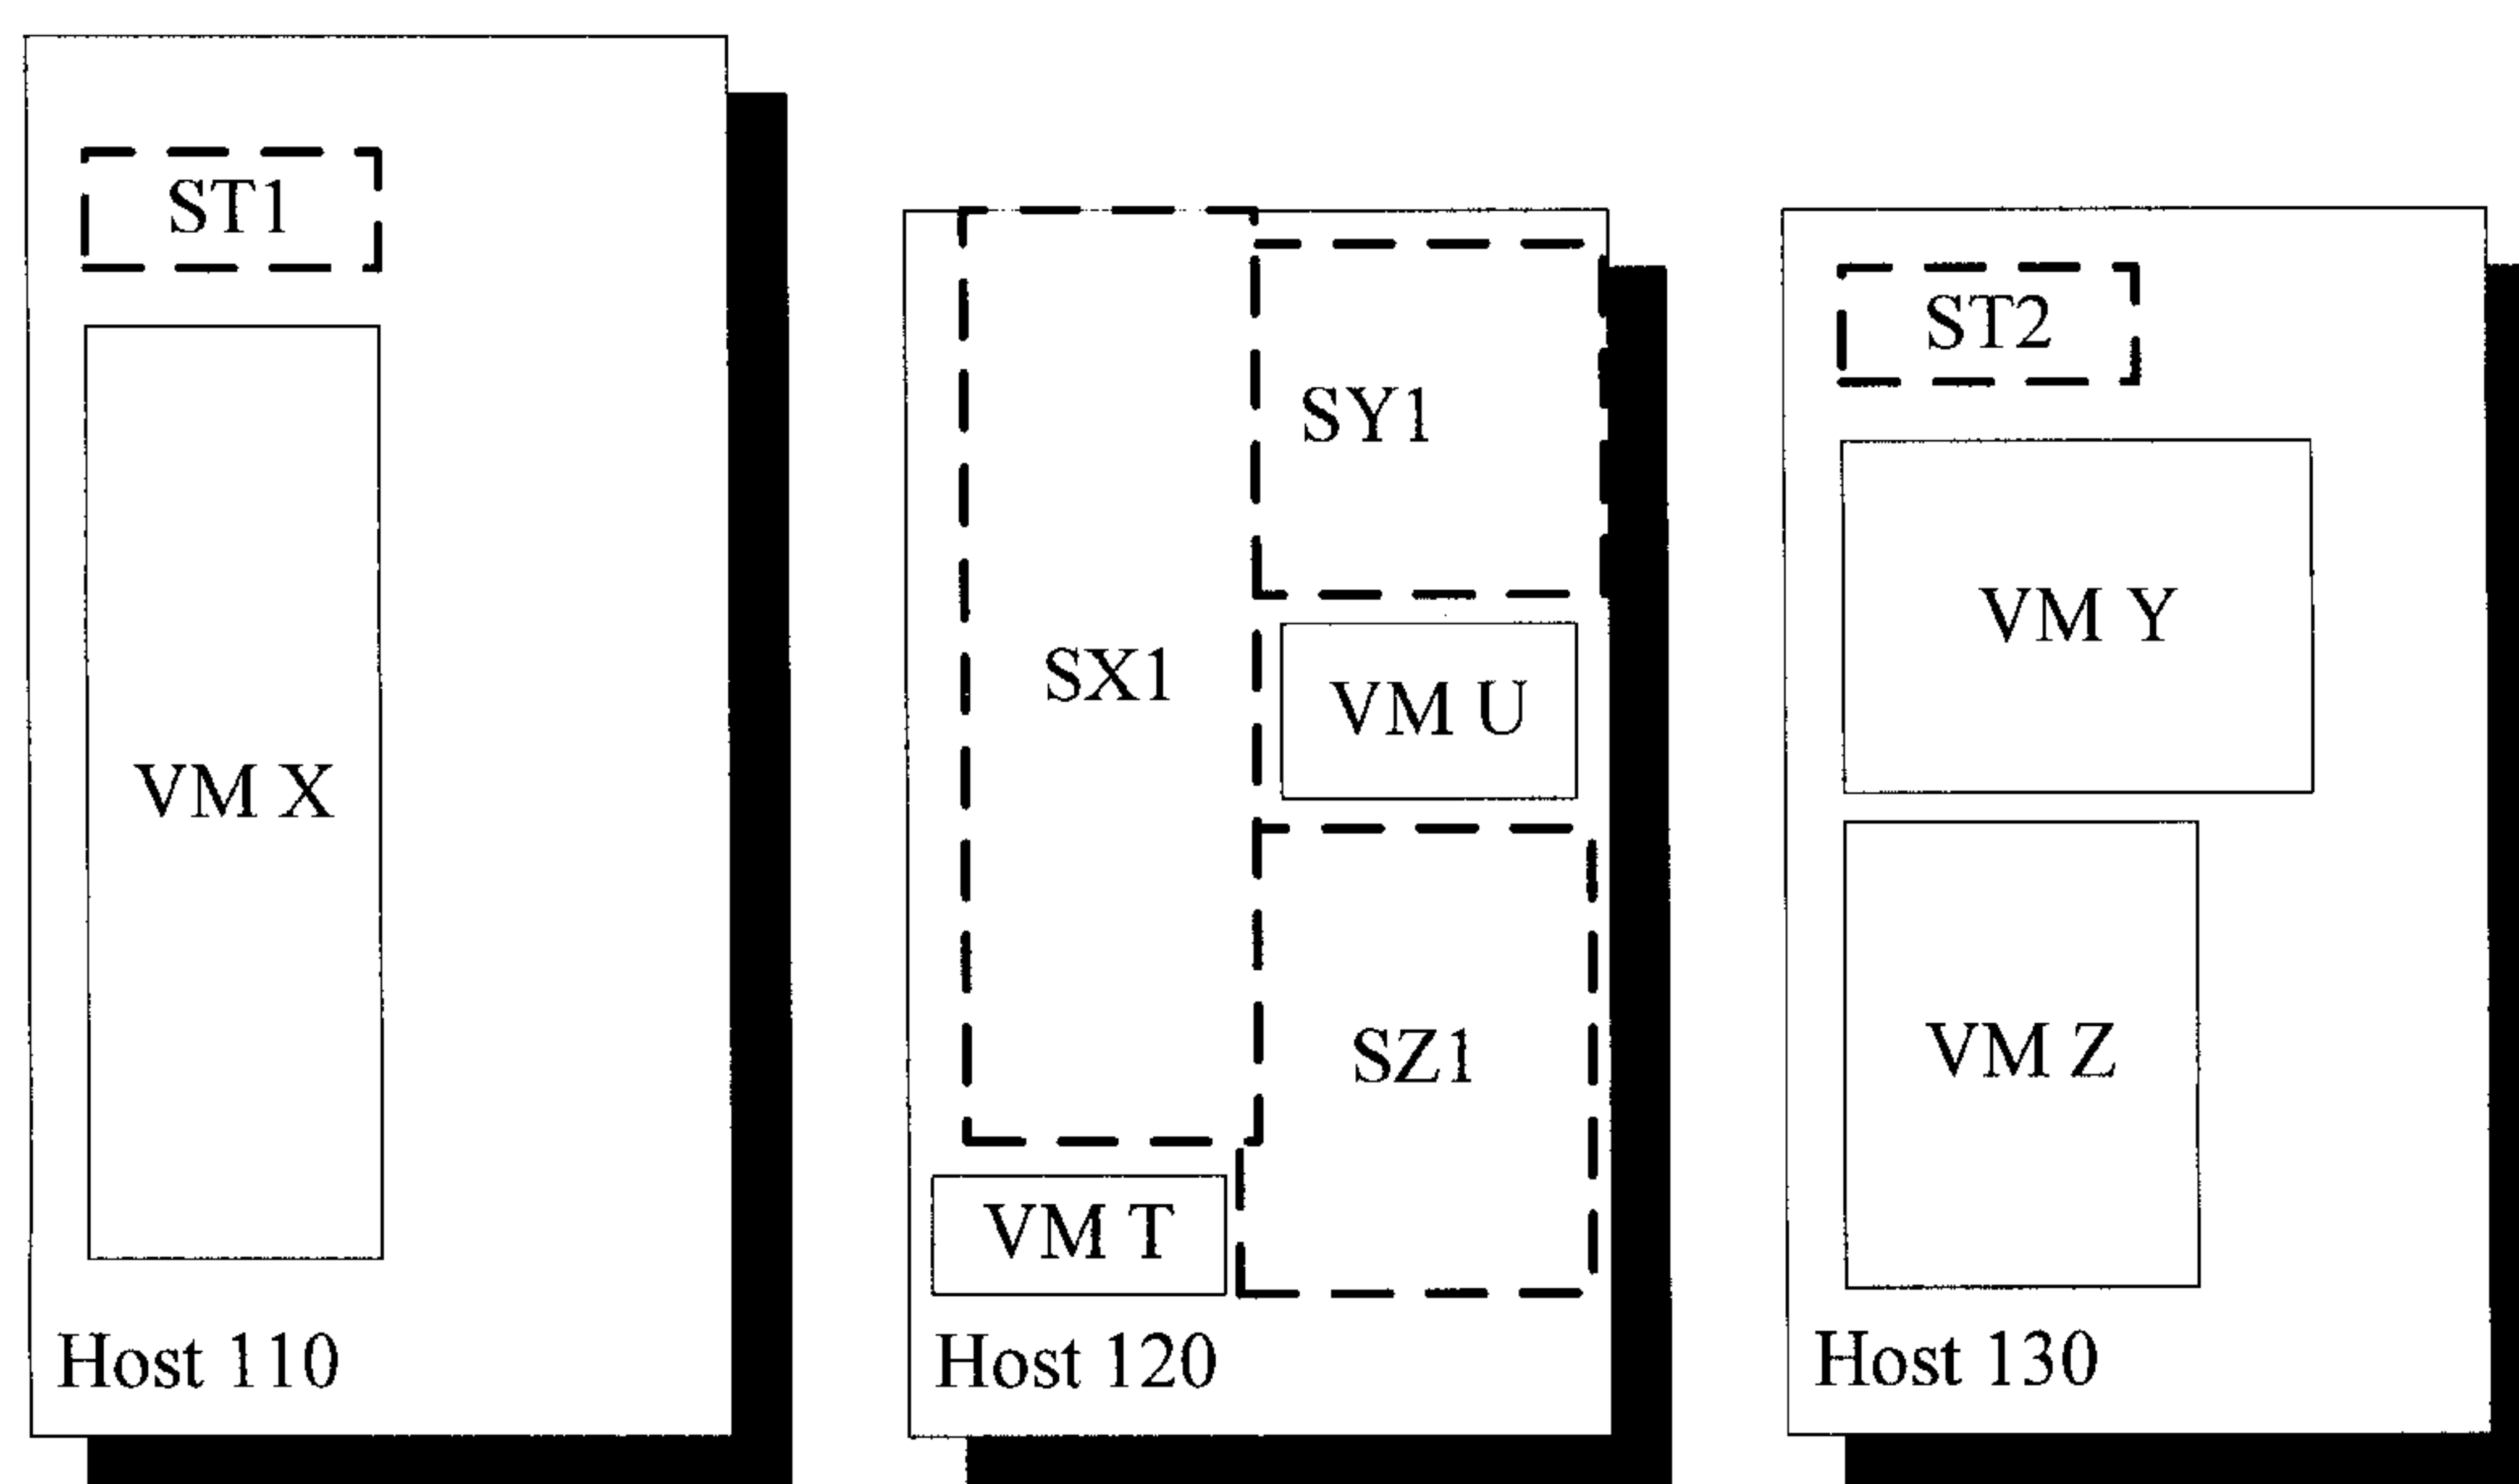 ST1
VM X
Host 110
SX1
SY1
VM U
SZ1
VM T
Host 120
ST2
VM Y
VM Z
Host 130